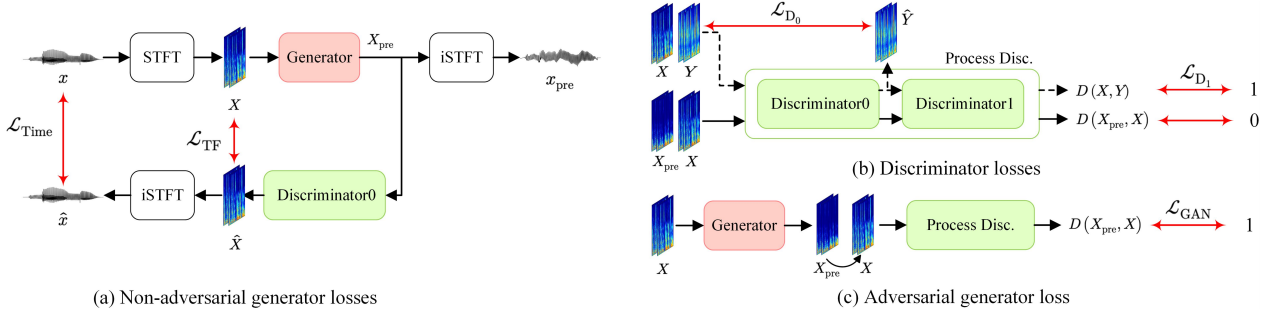 x
STFT
X
Generator
X_pre
iSTFT
x_pre
ℒ_Time
ℒ_TF
x̂
iSTFT
X̂
Discriminator0
(a) Non-adversarial generator losses
X Y
ℒ_D₀
Ŷ
Process Disc.
Discriminator0
Discriminator1
D(X,Y)
ℒ_D₁
1
D(X_pre,X)
0
X_pre X
(b) Discriminator losses
X
Generator
X_pre X
Process Disc.
D(X_pre,X)
ℒ_GAN
1
(c) Adversarial generator loss